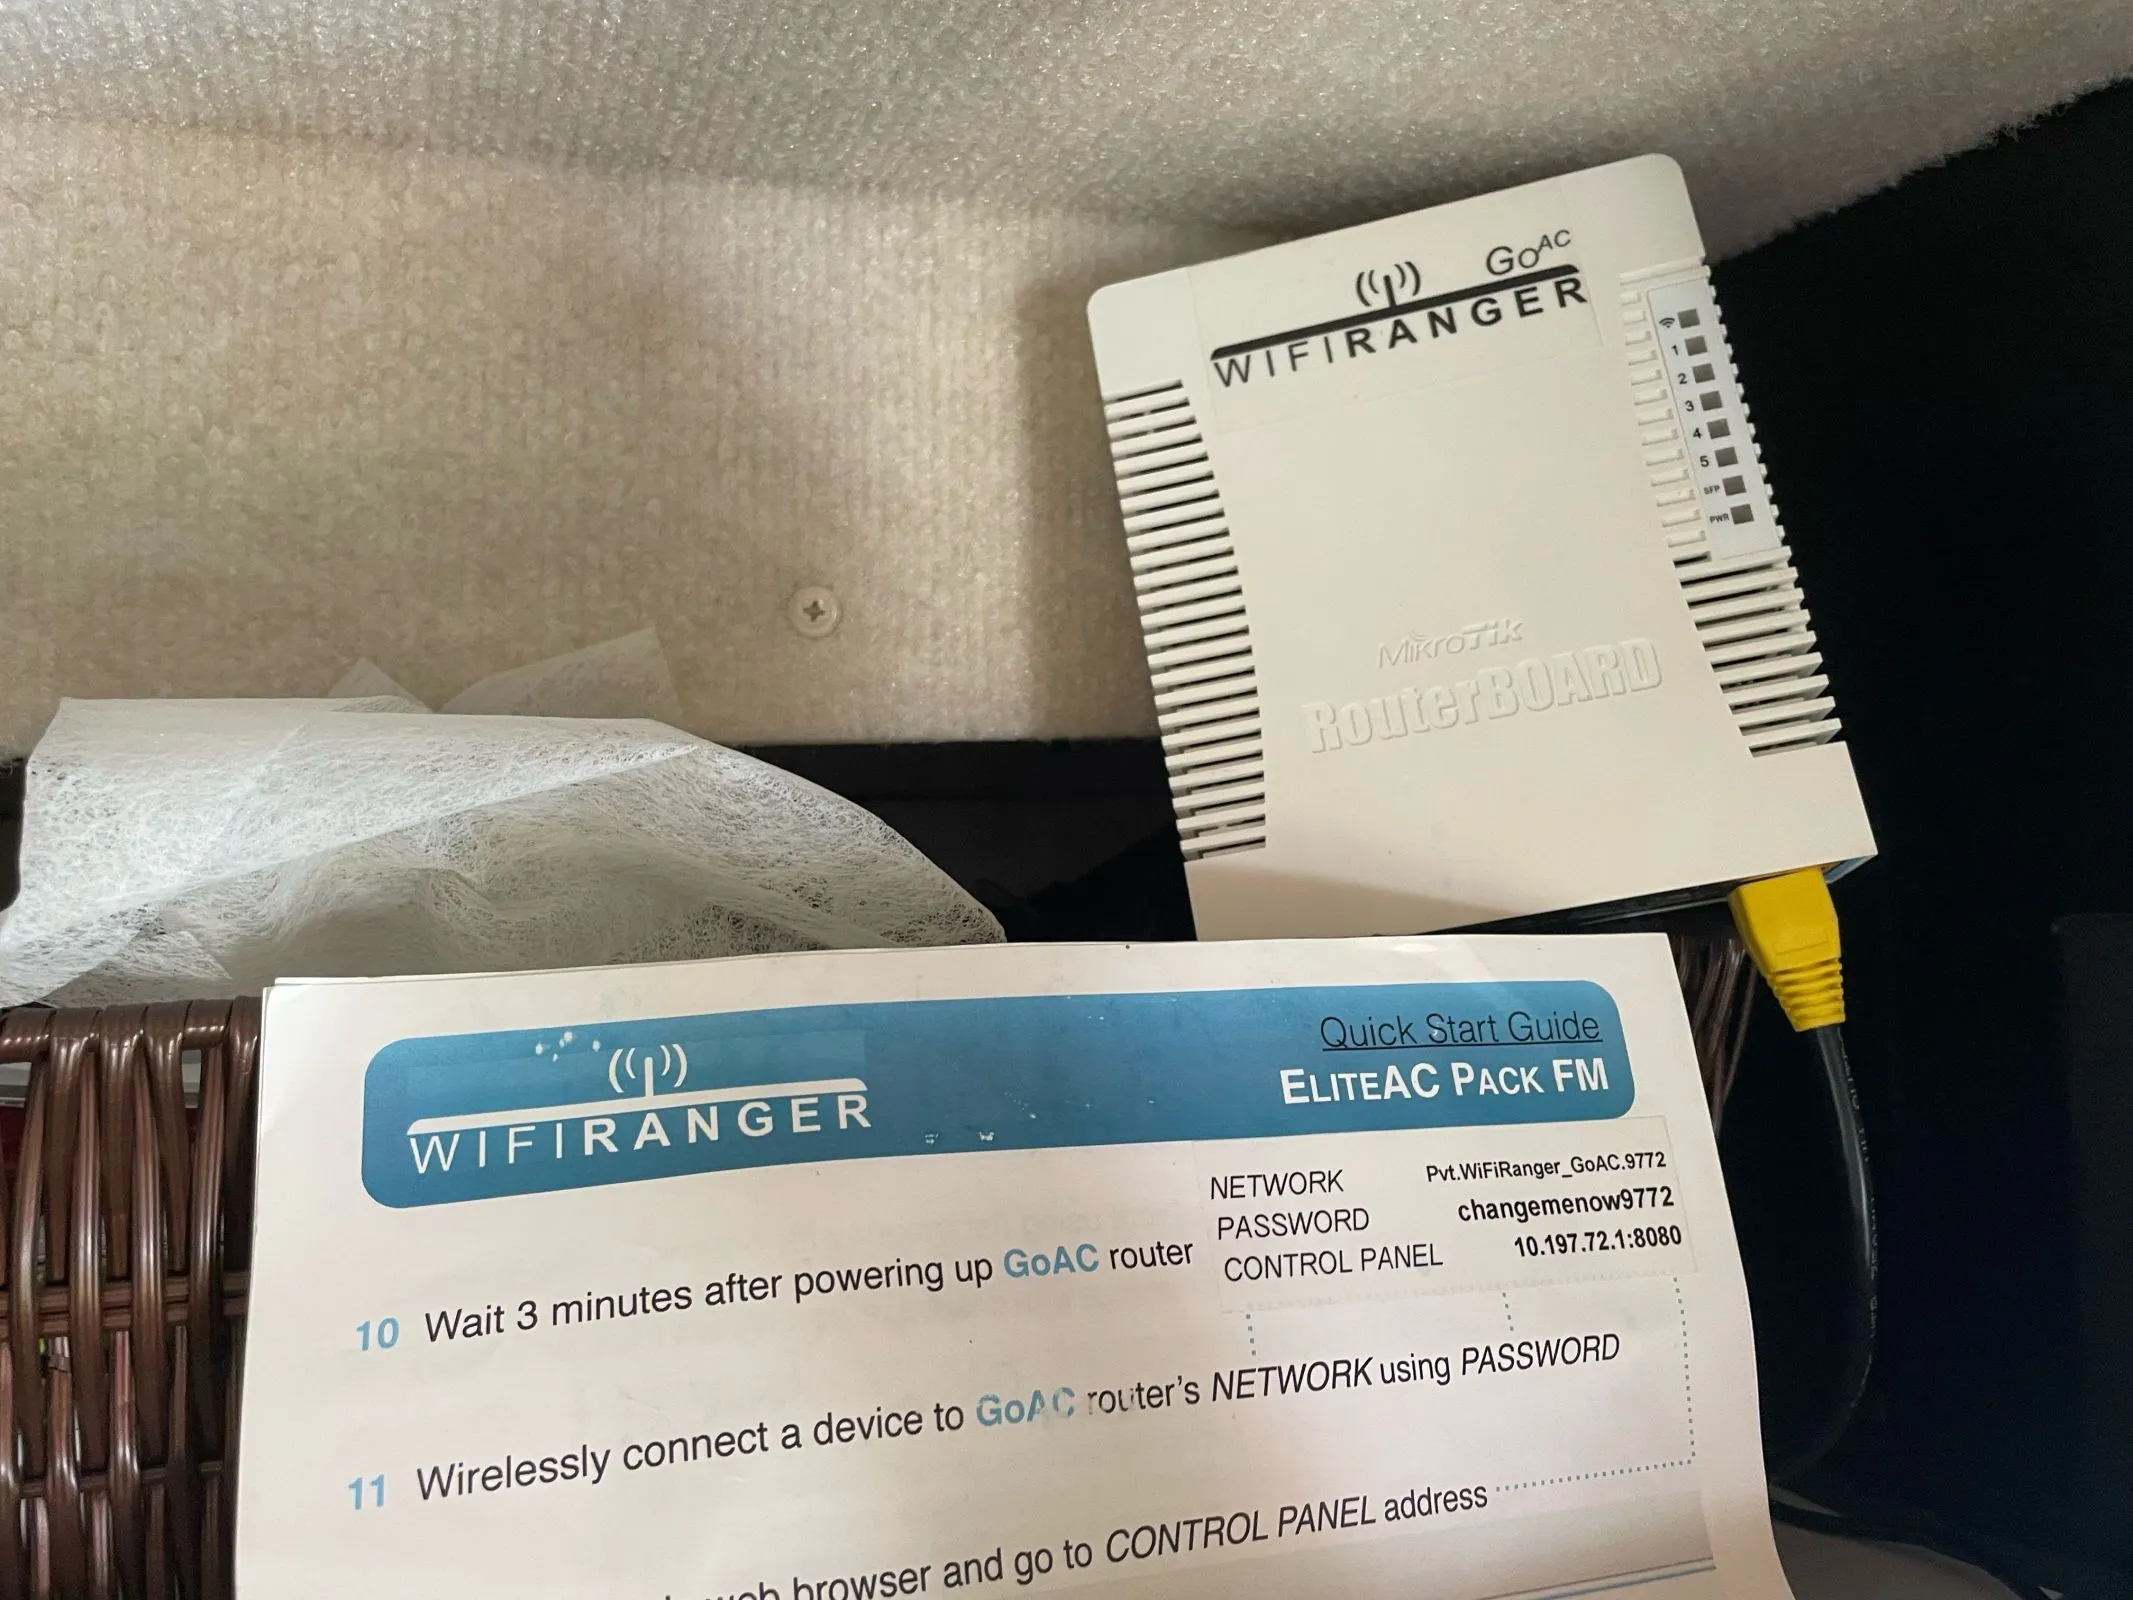 GoAC
WIFIRANGER
1
2
3
4
5
SFP
PWR
MikroTik
RouterBOARD
WIFIRANGER
Quick Start Guide
ELITEAC PACK FM
NETWORK Pvt.WiFiRanger_GoAC.9772
PASSWORD changemenow9772
CONTROL PANEL 10.197.72.1:8080
10 Wait 3 minutes after powering up GoAC router
11 Wirelessly connect a device to GoAC router's NETWORK using PASSWORD
browser and go to CONTROL PANEL address